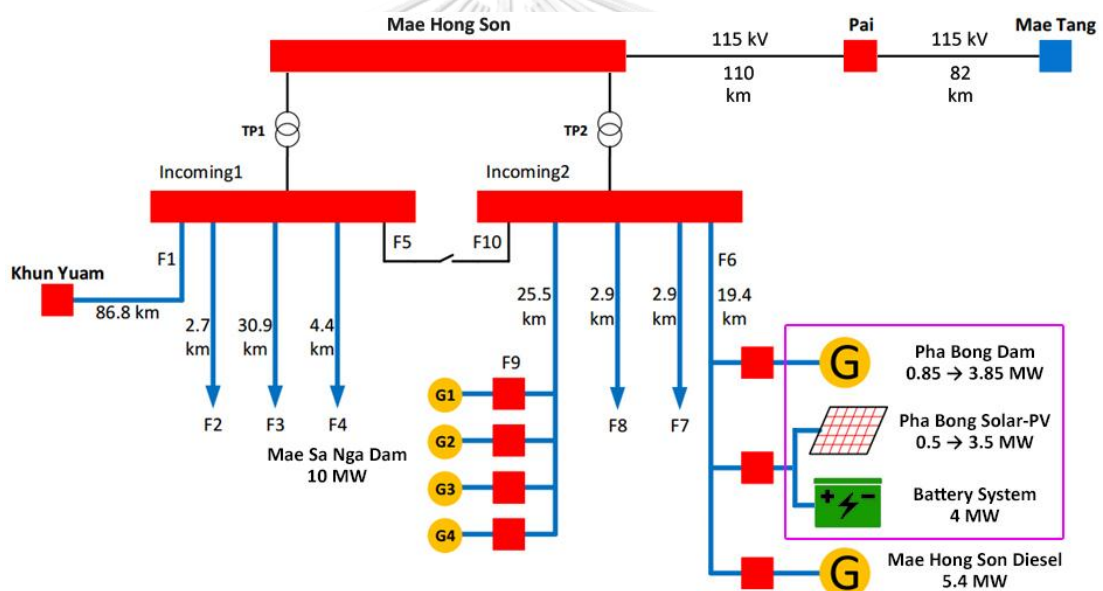 Mae Hong Son
Pai
Mae Tang
115 kV
115 kV
110
km
82
km
TP1
TP2
Incoming1
Incoming2
F1
F5
F10
F6
Khun Yuam
86.8 km
2.7
km
30.9
km
4.4
km
25.5
km
2.9
km
2.9
km
19.4
km
F2
F3
F4
F9
F8
F7
Mae Sa Nga Dam
10 MW
G1
G2
G3
G4
G
Pha Bong Dam
0.85 → 3.85 MW
Pha Bong Solar-PV
0.5 → 3.5 MW
Battery System
4 MW
G
Mae Hong Son Diesel
5.4 MW